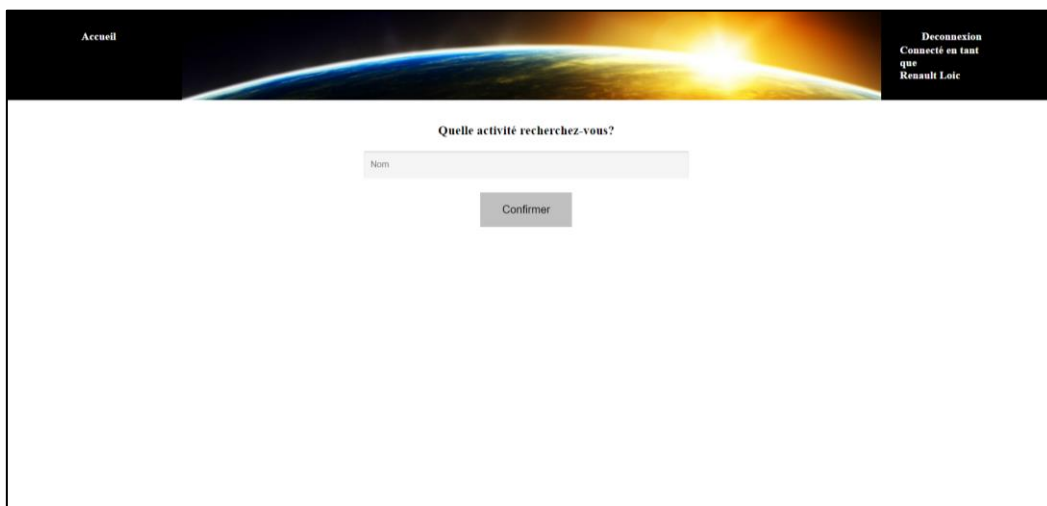 Accueil
Deconnexion
Connecté en tant
que
Renault Loic
Quelle activité recherchez-vous?
Nom
Confirmer